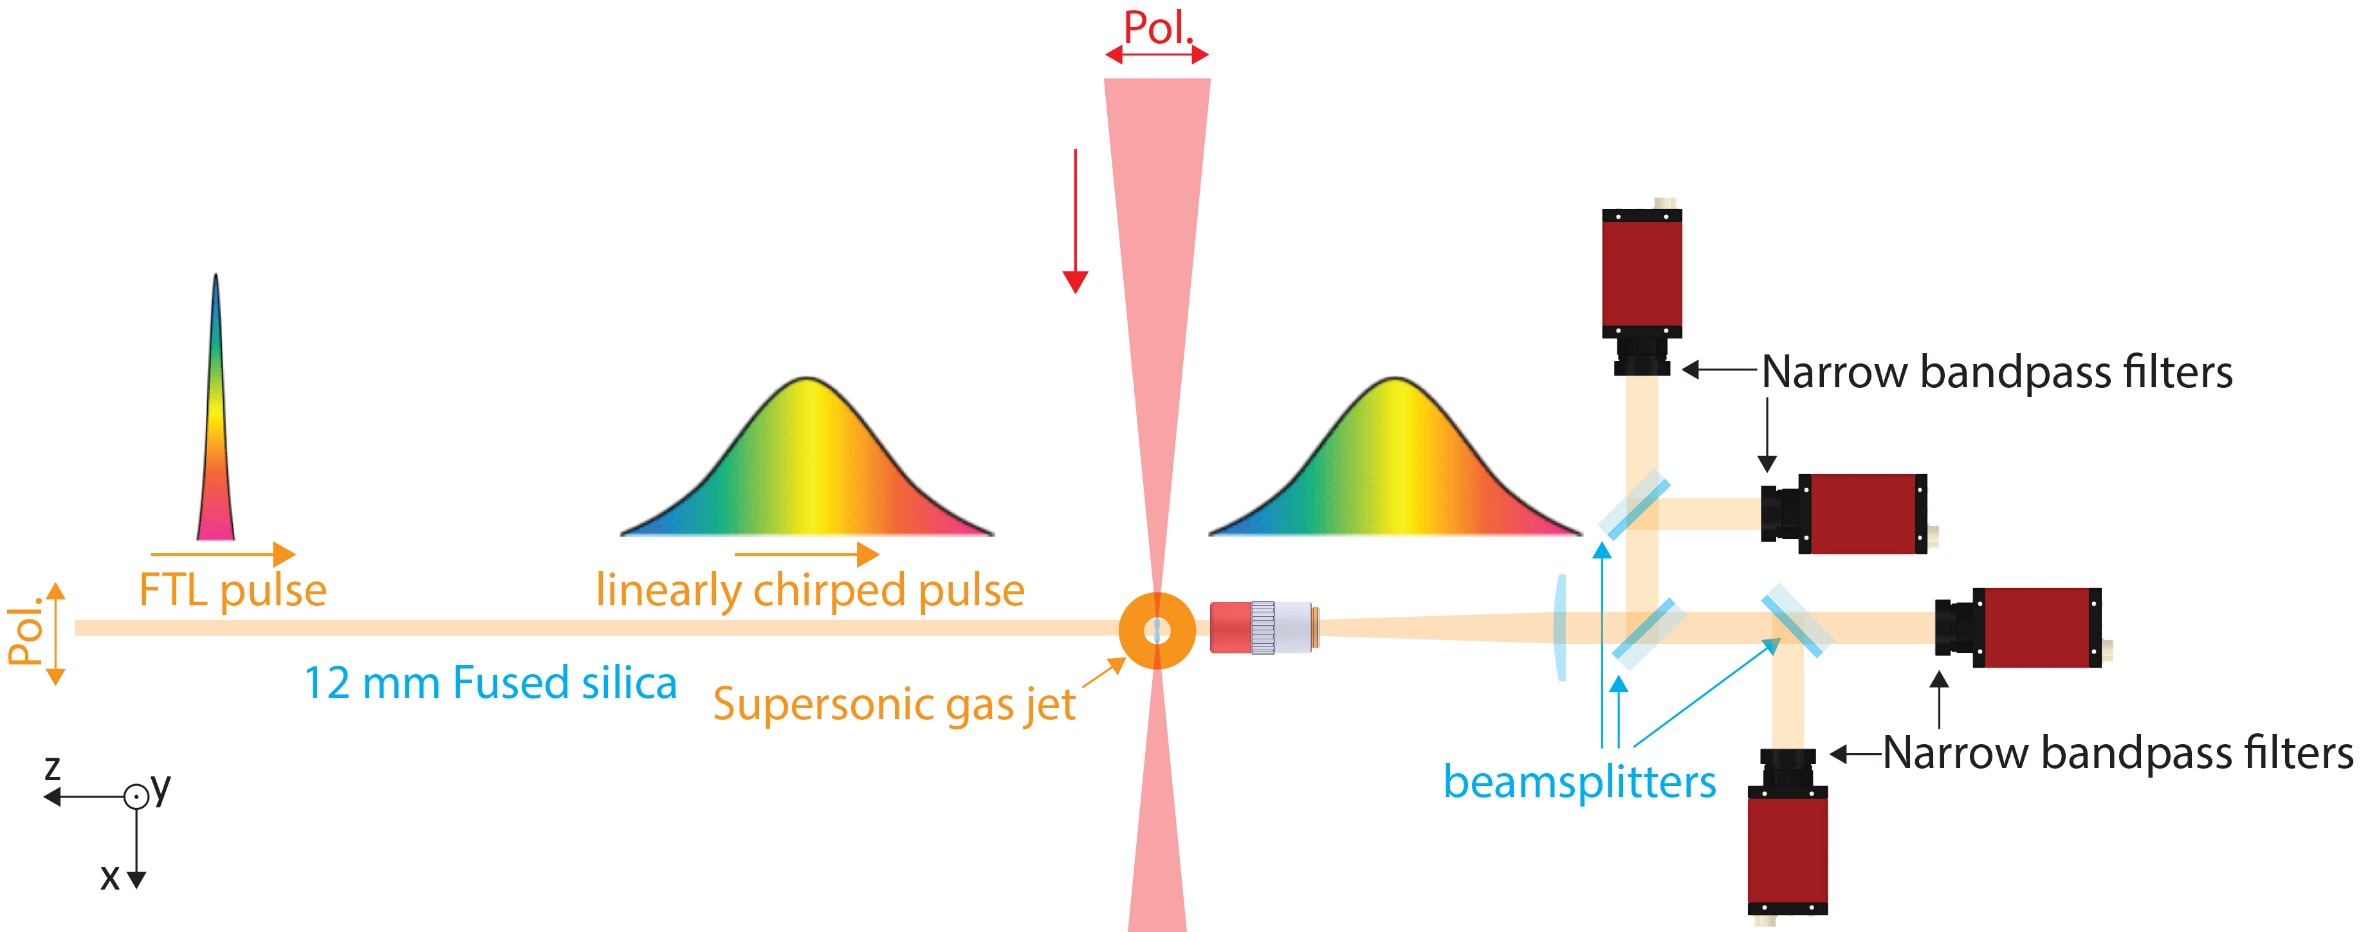 Pol.
Narrow bandpass filters
FTL pulse
linearly chirped pulse
Pol.
12 mm Fused silica
Supersonic gas jet
beamsplitters
Narrow bandpass filters
z
y
x